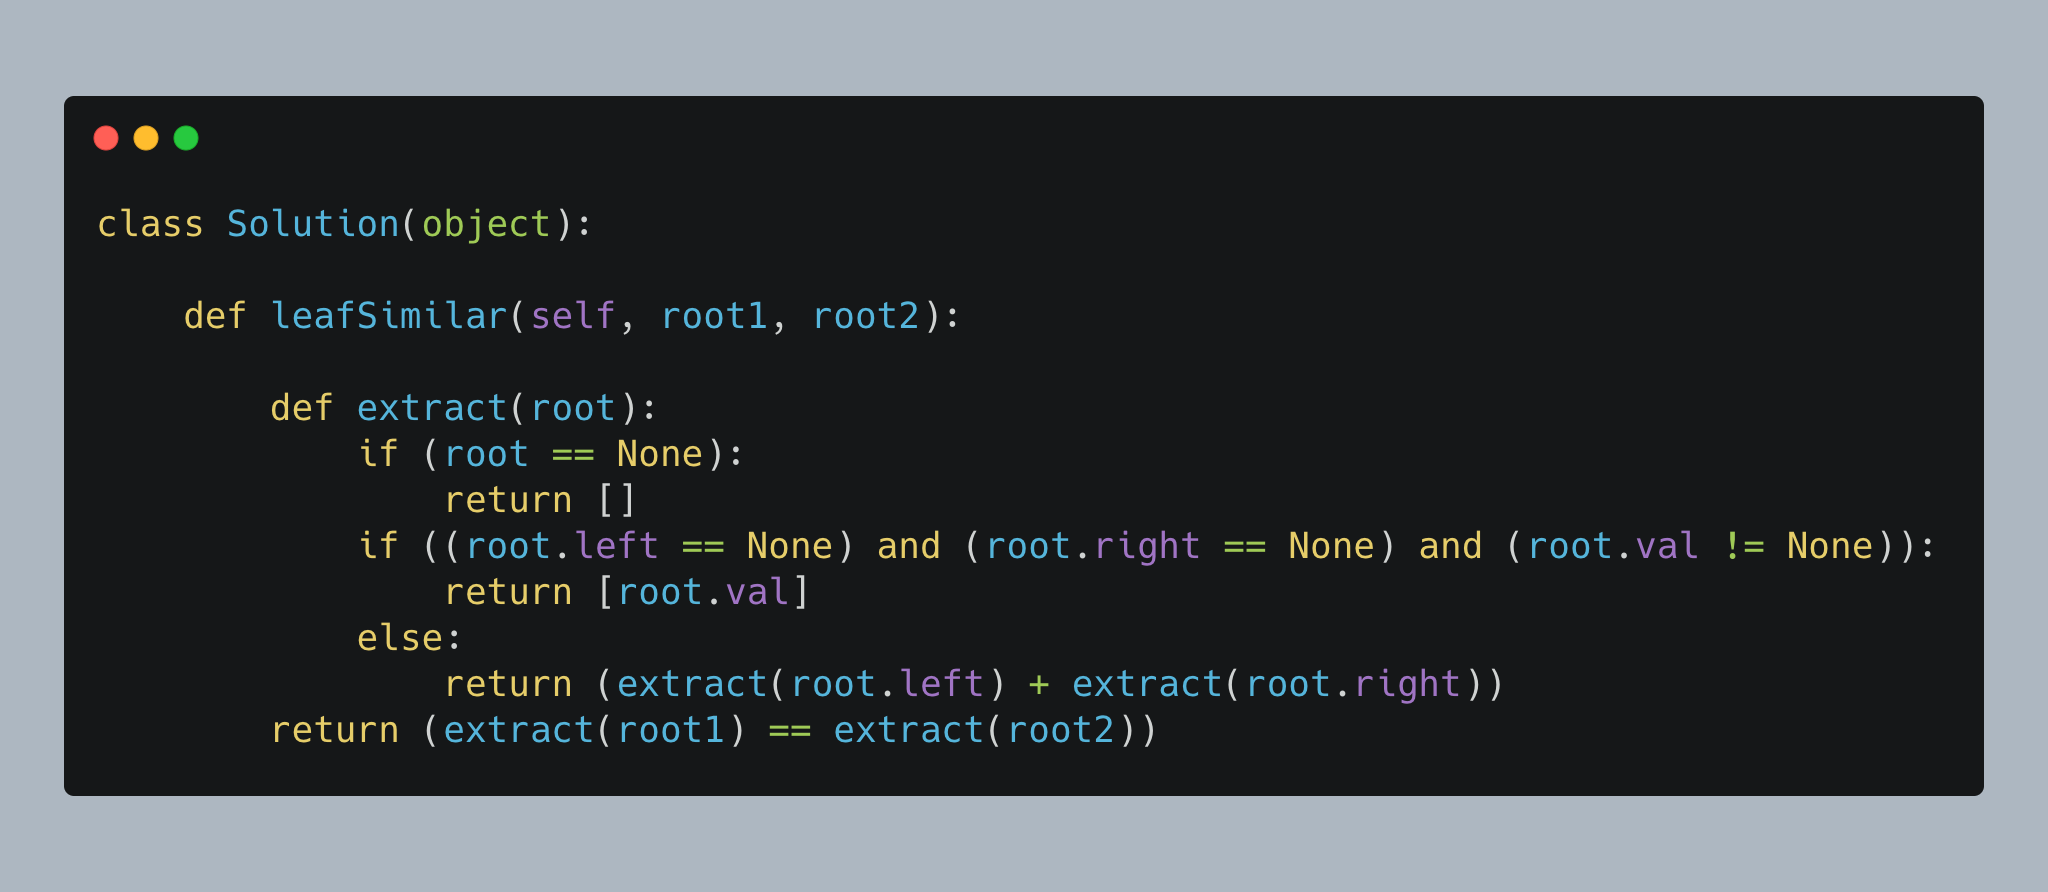 class Solution(object):

    def leafSimilar(self, root1, root2):

        def extract(root):
            if (root == None):
                return []
            if ((root.left == None) and (root.right == None) and (root.val != None)):
                return [root.val]
            else:
                return (extract(root.left) + extract(root.right))
        return (extract(root1) == extract(root2))